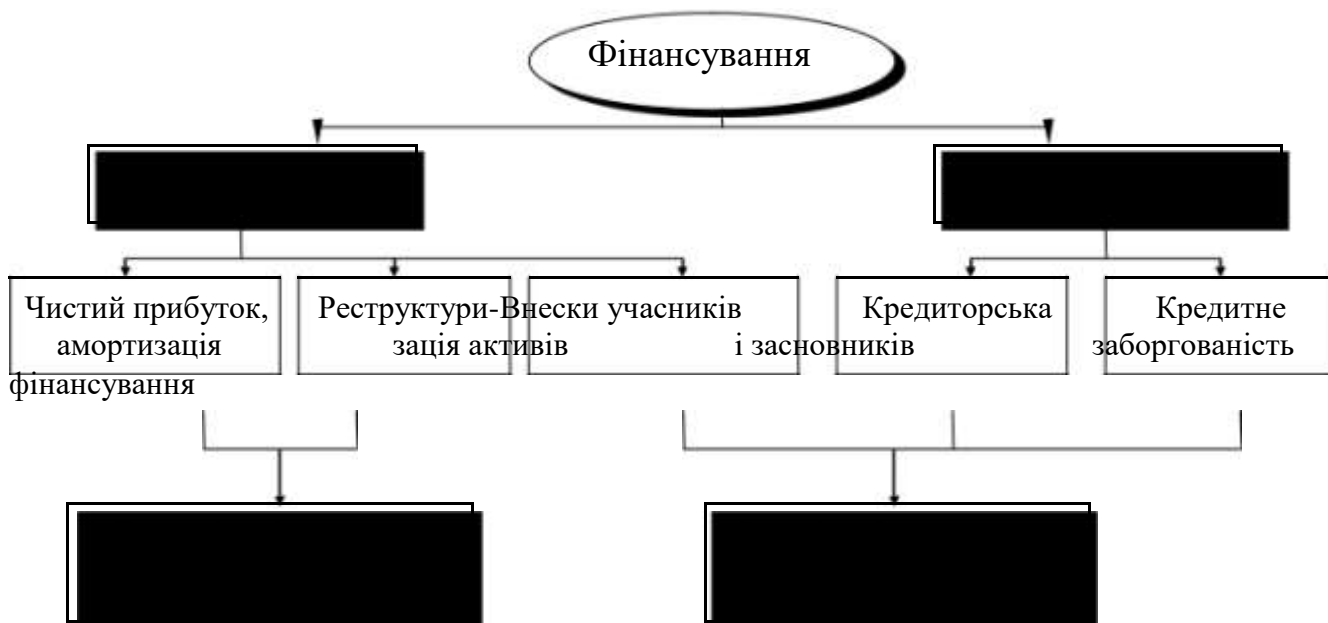 Фінансування
Чистий прибуток,
амортизація
фінансування
Реструктури-
зація активів
Внески учасників
і засновників
Кредиторська
заборгованість
Кредитне